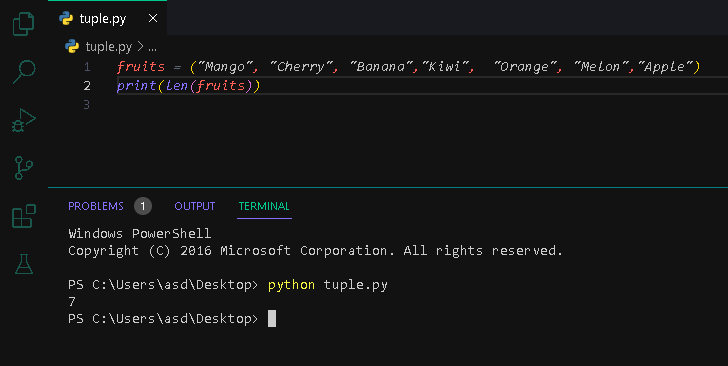 tuple.py ×
tuple.py > ...
1 fruits = ("Mango", "Cherry", "Banana","Kiwi",  "Orange", "Melon","Apple")
2 print(len(fruits))
3
PROBLEMS 1 OUTPUT TERMINAL
Windows PowerShell
Copyright (C) 2016 Microsoft Corporation. All rights reserved.
PS C:\Users\asd\Desktop> python tuple.py
7
PS C:\Users\asd\Desktop>